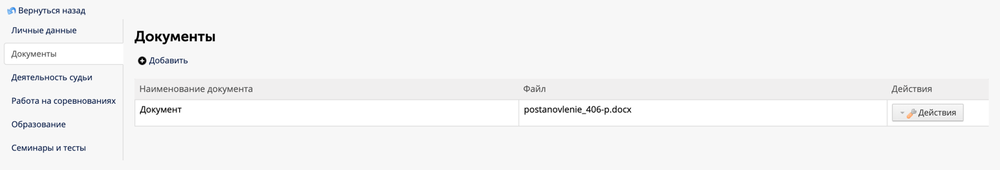 Вернуться назад
Личные данные
Документы
Деятельность судьи
Работа на соревнованиях
Образование
Семинары и тесты
Документы
Добавить
Наименование документа Файл Действия
Документ postanovlenie_406-p.docx Действия